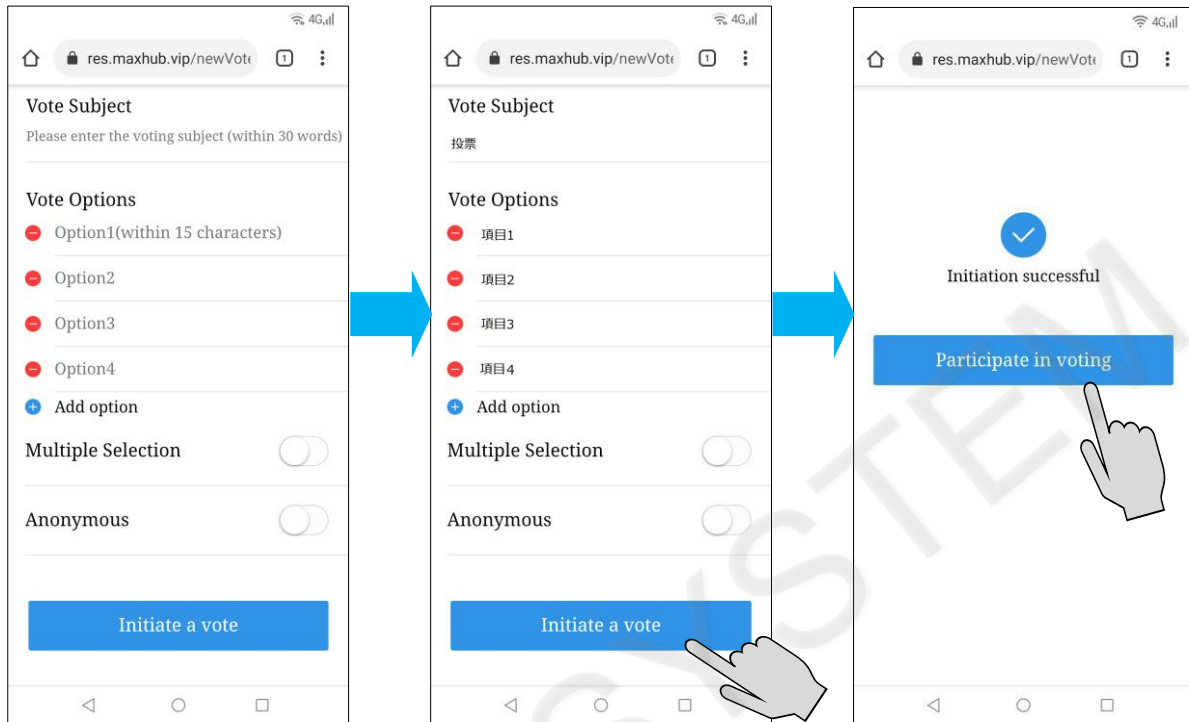 4G
res.maxhub.vip/newVote
1
Vote Subject
Please enter the voting subject (within 30 words)
Vote Options
Option1(within 15 characters)
Option2
Option3
Option4
Add option
Multiple Selection
Anonymous
Initiate a vote
4G
res.maxhub.vip/newVote
1
Vote Subject
投票
Vote Options
項目1
項目2
項目3
項目4
Add option
Multiple Selection
Anonymous
Initiate a vote
4G
res.maxhub.vip/newVote
1
Initiation successful
Participate in voting
SYSTEM